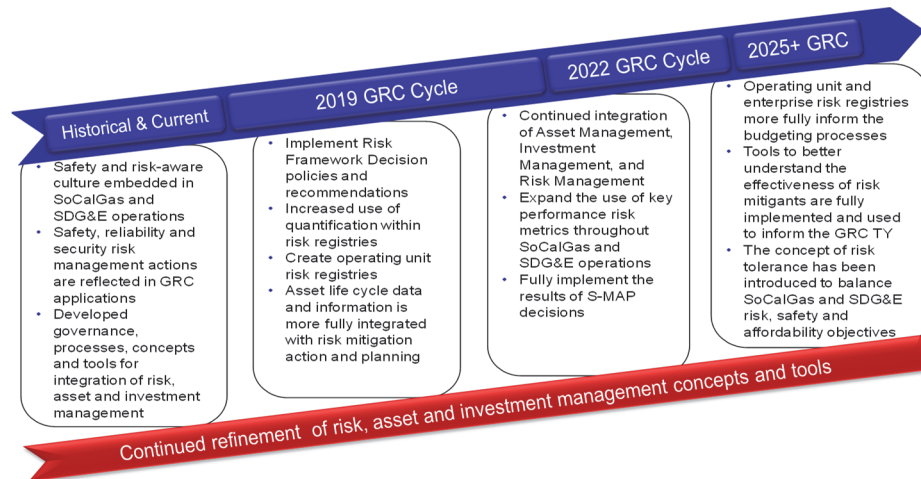 Historical & Current
Safety and risk-aware
culture embedded in
SoCalGas and
SDG&E operations
Safety, reliability and
security risk
management actions
are reflected in GRC
applications
Developed
governance,
processes, concepts
and tools for
integration of risk,
asset and investment
management
2019 GRC Cycle
Implement Risk
Framework Decision
policies and
recommendations
Increased use of
quantification within
risk registries
Create operating unit
risk registries
Asset life cycle data
and information is
more fully integrated
with risk mitigation
action and planning
2022 GRC Cycle
Continued integration
of Asset Management,
Investment
Management, and
Risk Management
Expand the use of key
performance risk
metrics throughout
SoCalGas and
SDG&E operations
Fully implement the
results of S-MAP
decisions
2025+ GRC
Operating unit and
enterprise risk registries
more fully inform the
budgeting processes
Tools to better
understand the
effectiveness of risk
mitigants are fully
implemented and used
to inform the GRC TY
The concept of risk
tolerance has been
introduced to balance
SoCalGas and SDG&E
risk, safety and
affordability objectives
Continued refinement of risk, asset and investment management concepts and tools